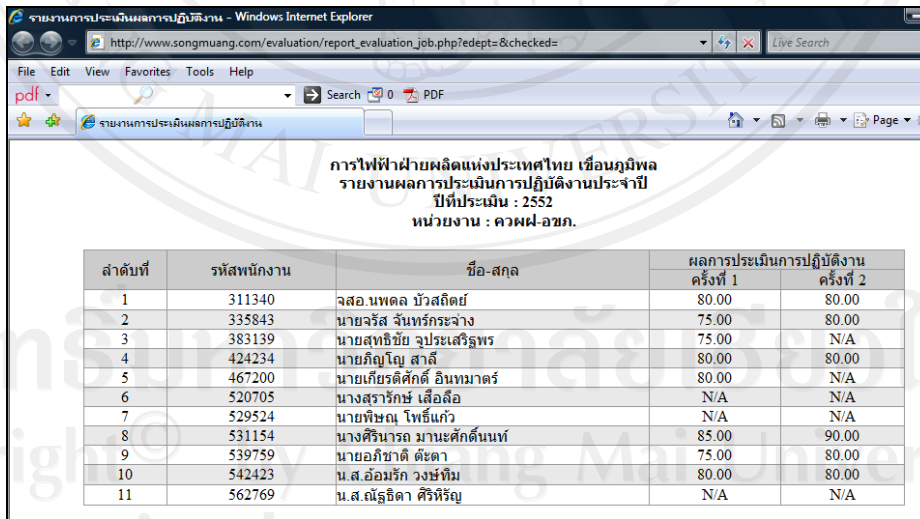 รายงานการประเมินผลการปฏิบัติงาน - Windows Internet Explorer
http://www.songmuang.com/evaluation/report_evaluation_job.php?edept=&checked=
Live Search
File Edit View Favorites Tools Help
pdf Search 0 PDF
รายงานการประเมินผลการปฏิบัติงาน Page
การไฟฟ้าฝ่ายผลิตแห่งประเทศไทย เขื่อนภูมิพล
รายงานผลการประเมินการปฏิบัติงานประจำปี
ปีที่ประเมิน : 2552
หน่วยงาน : ควผฝ-อขภ.
ลำดับที่ รหัสพนักงาน ชื่อ-สกุล ผลการประเมินการปฏิบัติงาน
ครั้งที่ 1 ครั้งที่ 2
1 311340 จสอ.นพดล บัวสถิตย์ 80.00 80.00
2 335843 นายจรัส จันทร์กระจ่าง 75.00 80.00
3 383139 นายสุทธิชัย จูประเสริฐพร 75.00 N/A
4 424234 นายภิญโญ สาลี 80.00 80.00
5 467200 นายเกียรติศักดิ์ อินทมาตร์ 80.00 N/A
6 520705 นางสุรารักษ์ เสือลือ N/A N/A
7 529524 นายพิษณุ โพธิ์แก้ว N/A N/A
8 531154 นางศิรินารถ มานะศักดิ์นนท์ 85.00 90.00
9 539759 นายอภิชาติ ต๊ะตา 75.00 80.00
10 542423 น.ส.อ้อมรัก วงษ์ทิม 80.00 80.00
11 562769 น.ส.ณัฐธิดา ศิริหิรัญ N/A N/A